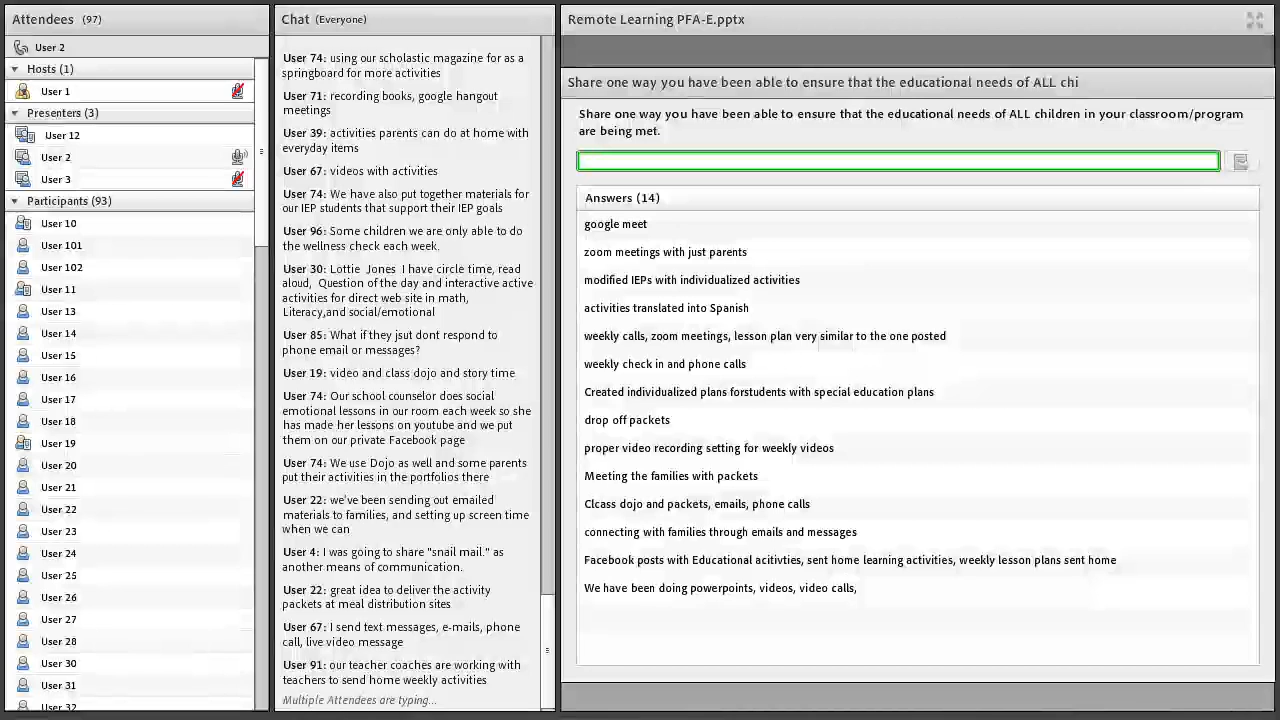 Attendees (97)
User 2
Hosts (1)
User 1
Presenters (3)
User 12
User 2
User 3
Participants (93)
User 10
User 101
User 102
User 11
User 13
User 14
User 15
User 16
User 17
User 18
User 19
User 20
User 21
User 22
User 23
User 24
User 25
User 26
User 27
User 28
User 30
User 31
User 32
Chat (Everyone)
User 74: using our scholastic magazine for as a
springboard for more activities
User 71: recording books, google hangout
meetings
User 39: activities parents can do at home with
everyday items
User 67: videos with activities
User 74: We have also put together materials for
our IEP students that support their IEP goals
User 96: Some children we are only able to do
the wellness check each week.
User 30: Lottie Jones I have circle time, read
aloud, Question of the day and interactive active
activities for direct web site in math,
Literacy,and social/emotional
User 85: What if they jsut dont respond to
phone email or messages?
User 19: video and class dojo and story time
User 74: Our school counselor does social
emotional lessons in our room each week so she
has made her lessons on youtube and we put
them on our private Facebook page
User 74: We use Dojo as well and some parents
put their activities in the portfolios there
User 22: we've been sending out emailed
materials to families, and setting up screen time
when we can
User 4: I was going to share "snail mail." as
another means of communication.
User 22: great idea to deliver the activity
packets at meal distribution sites
User 67: I send text messages, e-mails, phone
call, live video message
User 91: our teacher coaches are working with
teachers to send home weekly activities
Multiple Attendees are typing...
Remote Learning PFA-E.pptx
Share one way you have been able to ensure that the educational needs of ALL chi
Share one way you have been able to ensure that the educational needs of ALL children in your classroom/program
are being met.
Answers (14)
google meet
zoom meetings with just parents
modified IEPs with individualized activities
activities translated into Spanish
weekly calls, zoom meetings, lesson plan very similar to the one posted
weekly check in and phone calls
Created individualized plans forstudents with special education plans
drop off packets
proper video recording setting for weekly videos
Meeting the families with packets
Clcass dojo and packets, emails, phone calls
connecting with families through emails and messages
Facebook posts with Educational acitivties, sent home learning acivities, weekly lesson plans sent home
We have been doing powerpoints, videos, video calls,